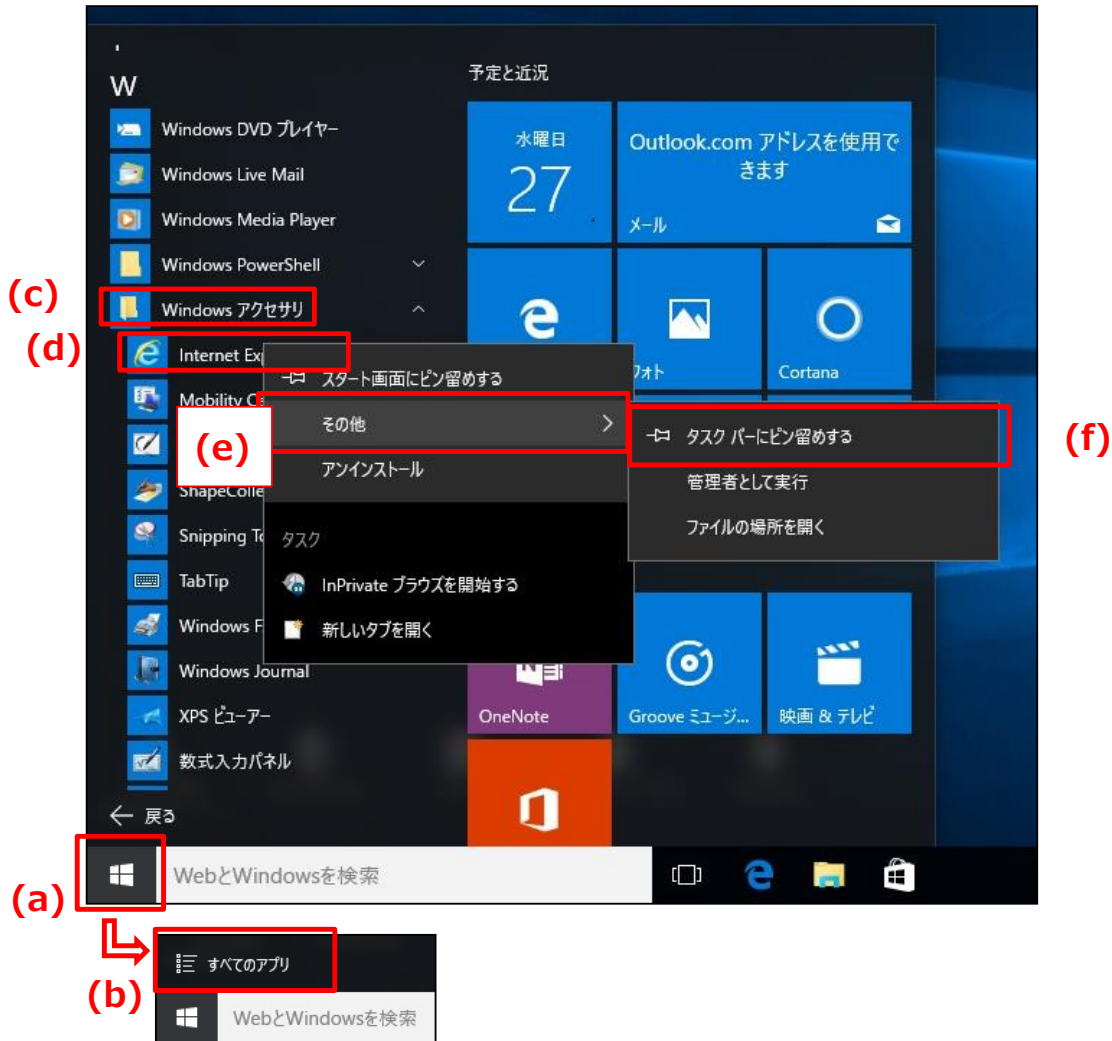 W
予定と近況
Windows DVD プレイヤー
水曜日
27
Outlook.com アドレスを使用で
きます
メール
Windows Live Mail
Windows Media Player
Windows PowerShell
(c)
Windows アクセサリ
(d)
Internet Ex
スタート画面にピン留めする
フォト
Cortana
Mobility
(e)
その他
タスク バーにピン留めする
(f)
アンインストール
管理者として実行
ShapeColle
ファイルの場所を開く
Snipping
タスク
TabTip
InPrivate ブラウズを開始する
Windows F
新しいタブを開く
Windows Journal
XPS ビューアー
OneNote
Groove ミュージ...
映画 & テレビ
数式入力パネル
戻る
(a)
WebとWindowsを検索
すべてのアプリ
(b)
WebとWindowsを検索